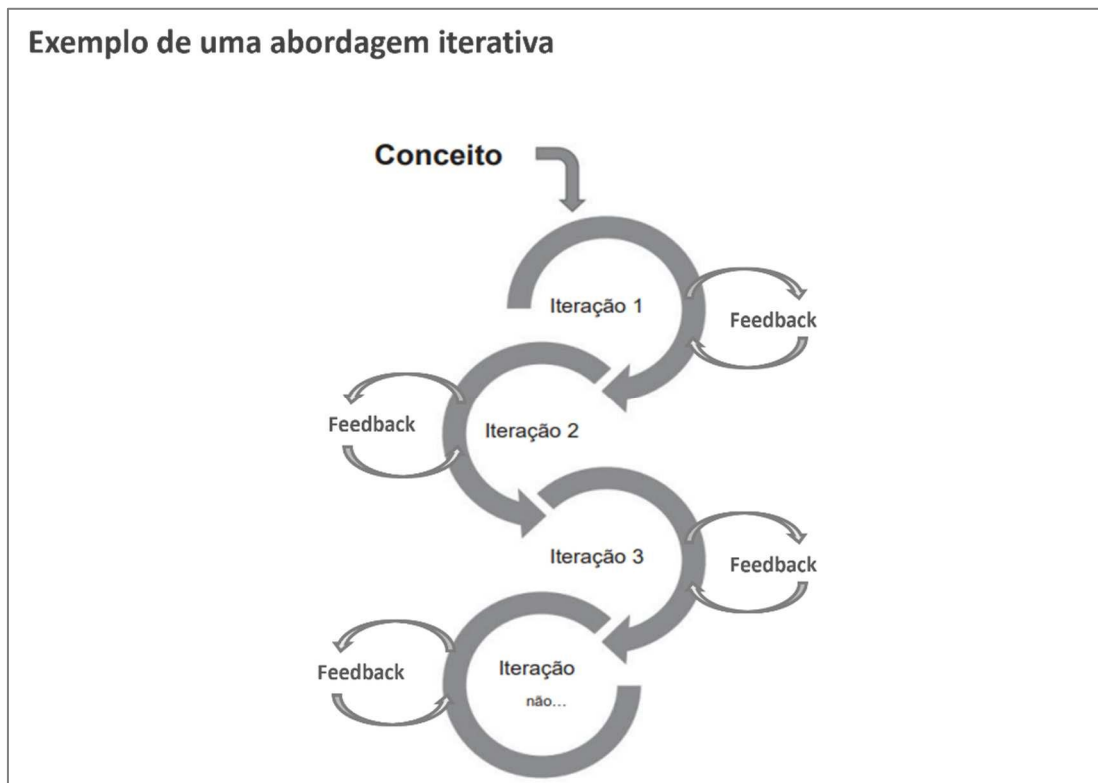 Exemplo de uma abordagem iterativa
Conceito
Iteração 1
Feedback
Feedback
Iteração 2
Iteração 3
Feedback
Iteração
não...
Feedback